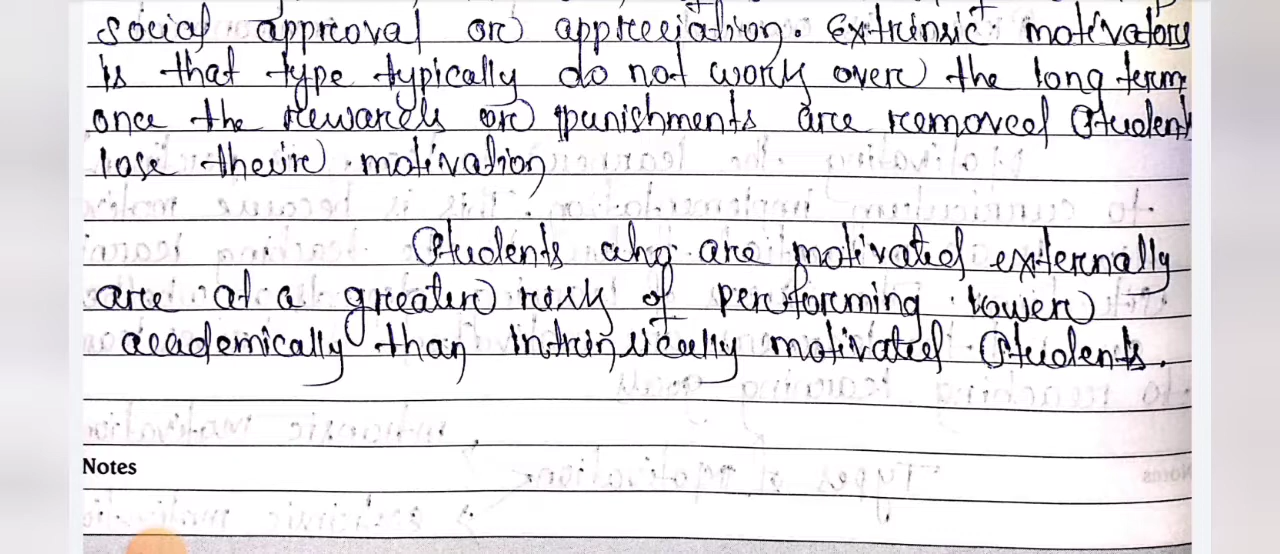 social approval or appreciation. Extrinsic motivators
is that type typically do not work over the long term
once the rewards or punishments are removed Student
lose their motivation
Students who are motivated externally
are at a greater risk of performing lower
academically than intrinsically motivated Students.
Notes